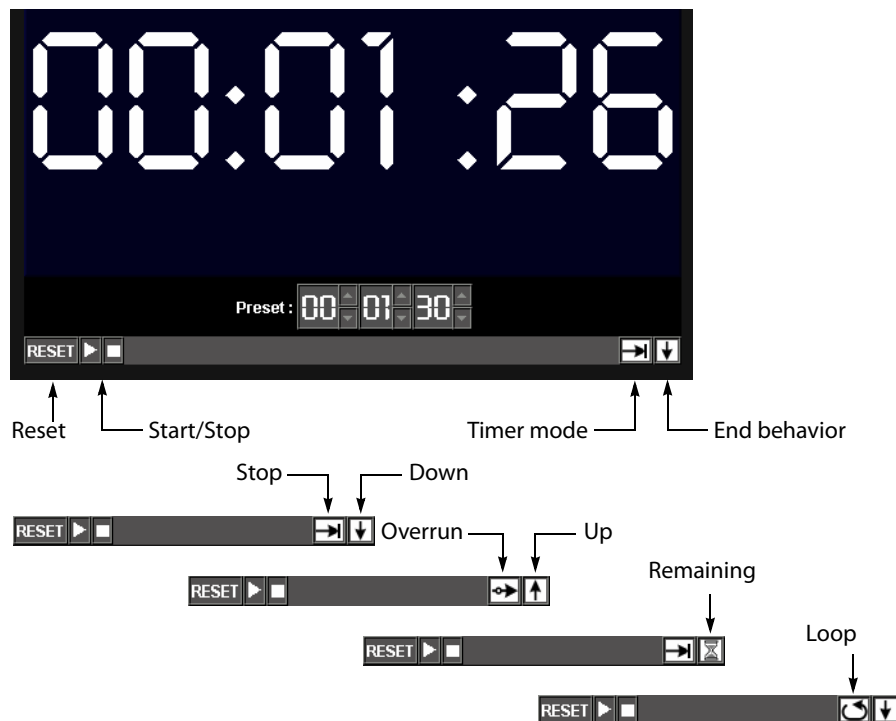 00:01:26
Preset: 00 01 30
RESET
Reset
Start/Stop
Timer mode
End behavior
Stop
Down
RESET
Overrun
Up
RESET
Remaining
RESET
Loop
RESET